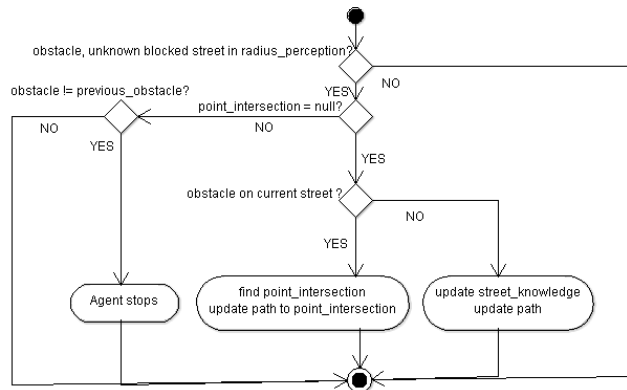 obstacle, unknown blocked street in radius_perception?
YES
NO
obstacle != previous_obstacle?
point_intersection = null?
NO
NO
YES
YES
obstacle on current street ?
NO
YES
Agent stops
find point_intersection
update path to point_intersection
update street_knowledge
update path